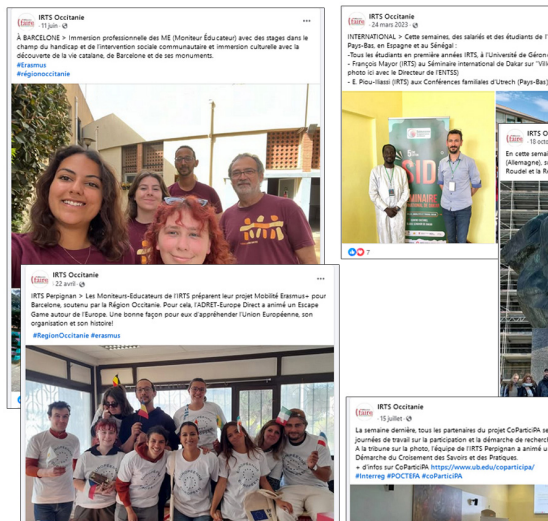 IRTS Occitanie
11 juin
À BARCELONE > Immersion professionnelles des ME (Moniteur Éducateur) avec des stages dans le
champ du handicap et de l'intervention sociale communautaire et immersion culturelle avec la
découverte de la vie catalane, de Barcelone et de ses monuments.
#Erasmus
#régionoccitanie
IRTS Occitanie
22 avril
IRTS Perpignan > Les Moniteurs-Educateurs de l'IRTS préparent leur projet Mobilité Erasmus+ pour
Barcelone, soutenu par la Région Occitanie. Pour cela, l'ADRET-Europe Direct a animé un Escape
Game autour de l'Europe. Une bonne façon pour eux d'appréhender l'Union Européenne, son
organisation et son histoire!
#RegionOccitanie #erasmus
IRTS Occitanie
24 mars 2023
INTERNATIONAL > Cette semaines, des salariés et des étudiants de l'
Pays-Bas, en Espagne et au Sénégal :
-Tous les étudiants en première années IRTS, à l'Université de Géron
- François Mayor (IRTS) au Séminaire international de Dakar sur "Vill
photo ici avec le Directeur de l'ENTSS)
- E. Piou-Illassi (IRTS) aux Conférences familiales d'Utrech (Pays-Bas)
SiD
SÉMINAIRE
7
IRTS Occitanie
18 octo
En cette semai
(Allemagne), s
Roudel et la Ré
IRTS Occitanie
15 juillet
La semaine dernière, tous les partenaires du projet CoParticiPA se
journées de travail sur la participation et la démarche de recherch
A la tribune sur la photo, l'équipe de l'IRTS Perpignan a animé u
Démarche du Croisement des Savoirs et des Pratiques.
+ d'infos sur CoParticiPA https://www.ub.edu/coparticipa/
#Interreg #POCTEFA #coParticiPA